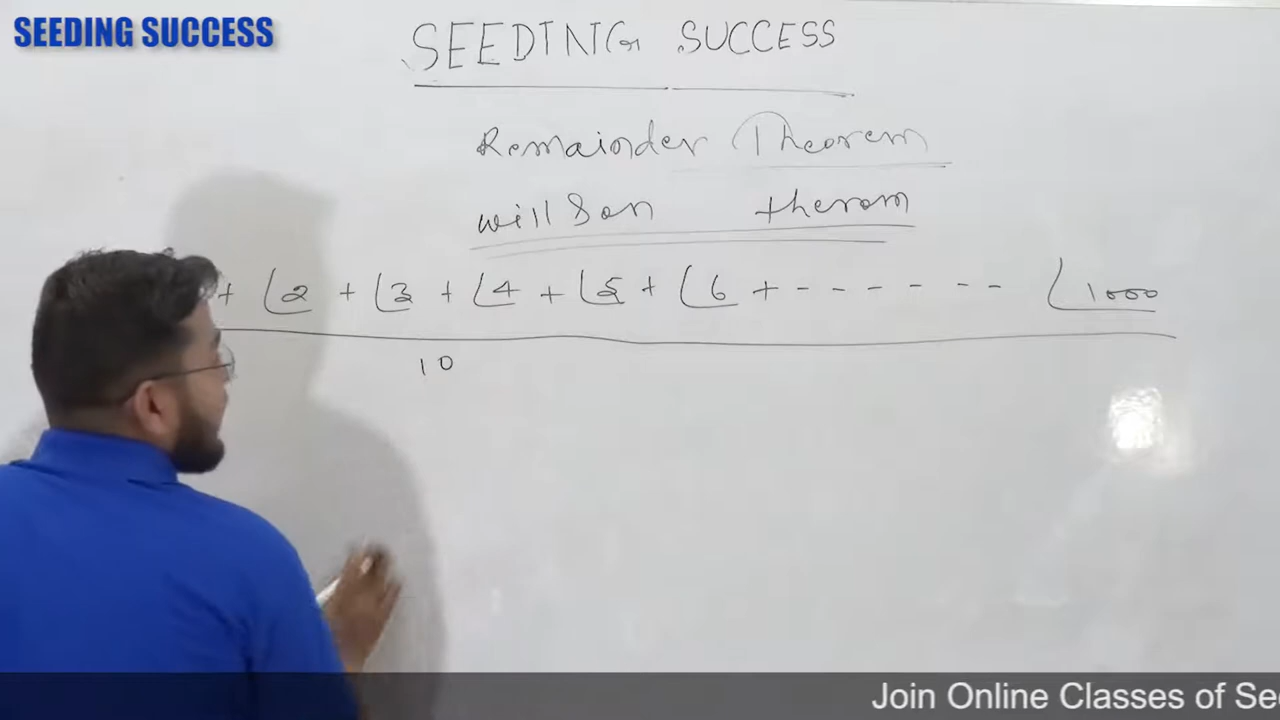 SEEDING SUCCESS
SEEDING SUCCESS
Remainder Theorem
willson therom
+ ⌊2 + ⌊3 + ⌊4 + ⌊5 + ⌊6 + - - - - - - - ⌊1000
10
Join Online Classes of See